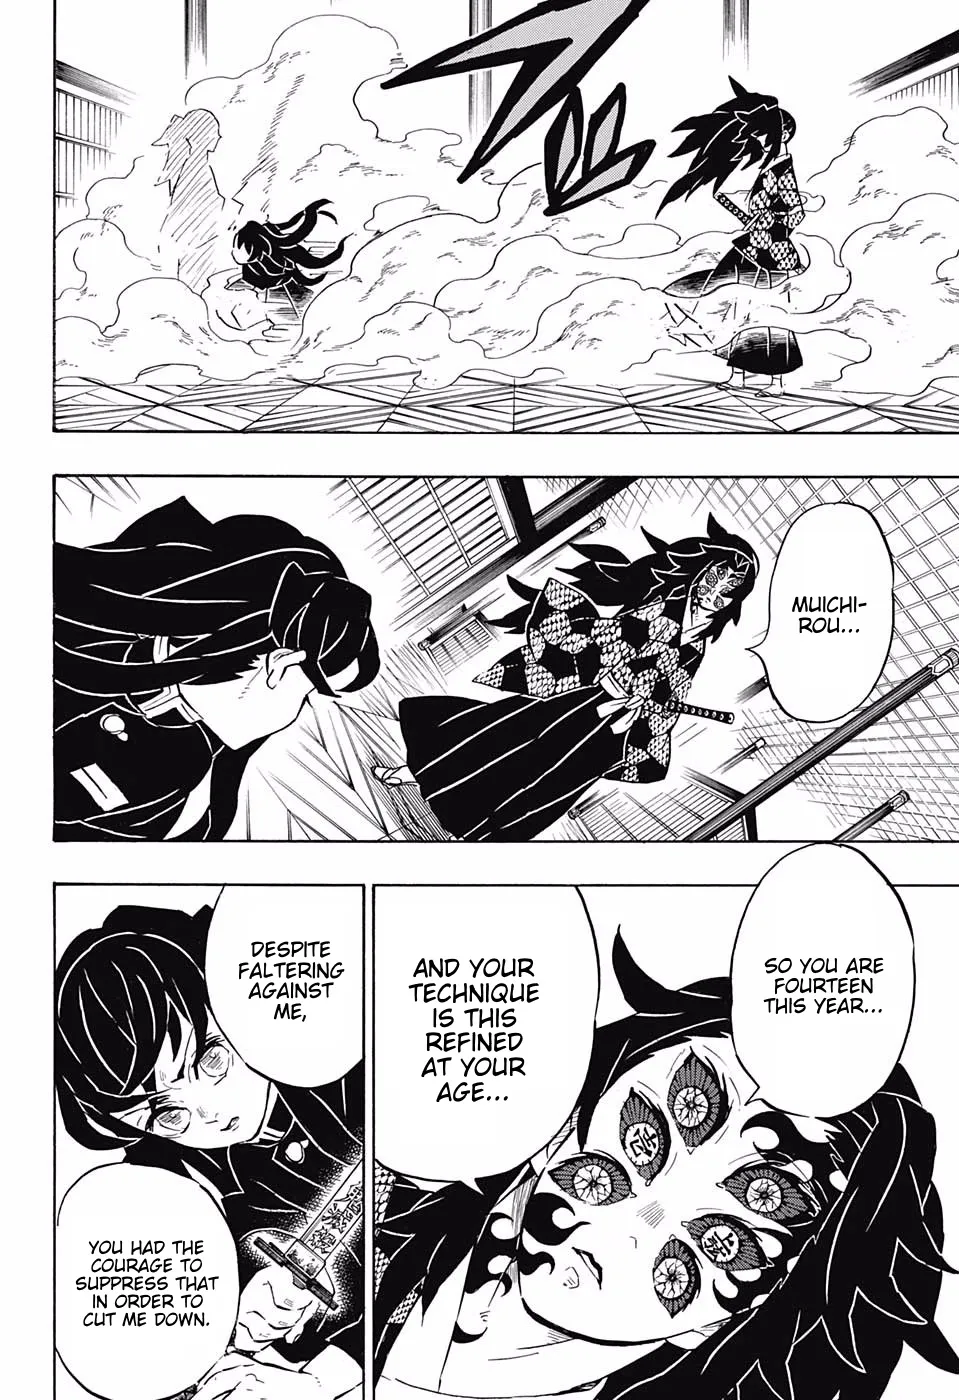 MUICHI-
ROU...
SO YOU ARE
FOURTEEN
THIS YEAR...
AND YOUR
TECHNIQUE
IS THIS
REFINED
AT YOUR
AGE...
DESPITE
FALTERING
AGAINST
ME,
YOU HAD THE
COURAGE TO
SUPPRESS THAT
IN ORDER TO
CUT ME DOWN.